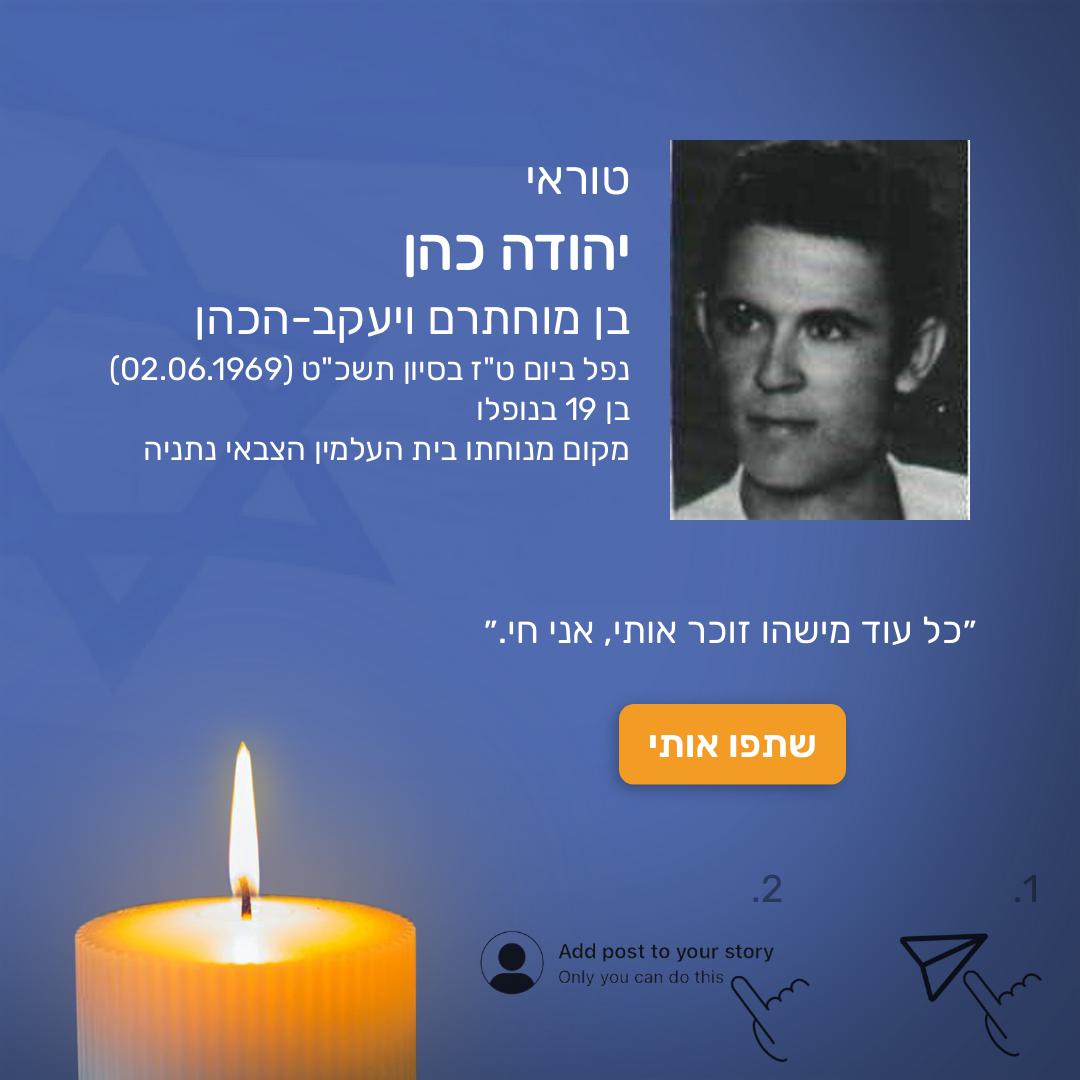 טוראי
יהודה כהן
בן מוחתרם ויעקב-הכהן
נפל ביום ט"ז בסיון תשכ"ט (02.06.1969)
בן 19 בנופלו
מקום מנוחתו בית העלמין הצבאי נתניה
"כל עוד מישהו זוכר אותי, אני חי."
שתפו אותי
.1
.2
Add post to your story
Only you can do this